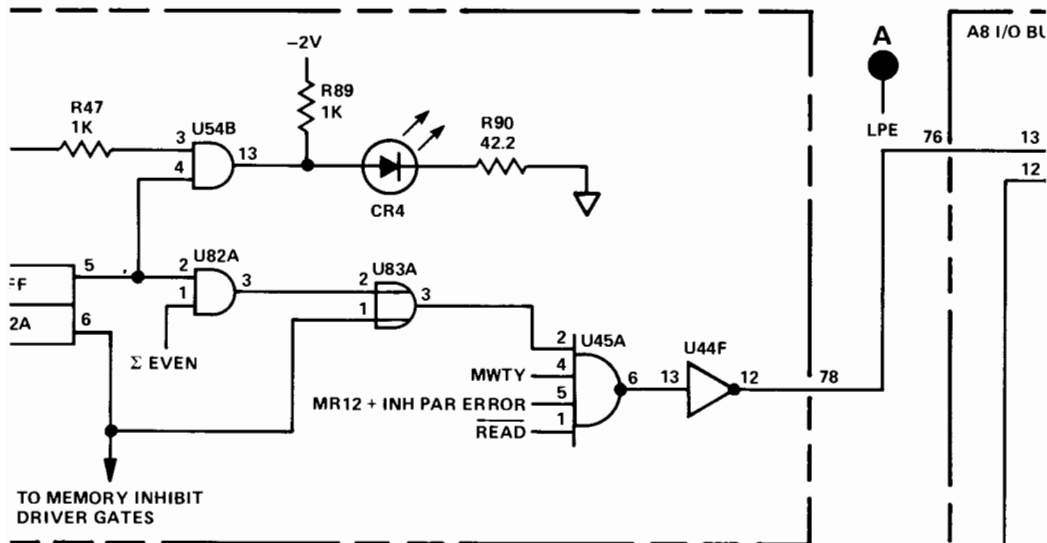 A
A8 I/O BU
−2V
R89
1K
R47
1K
U54B
3
4
13
R90
42.2
CR4
LPE
76
13
12
FF
5
2A
6
U82A
2
1
3
Σ EVEN
U83A
2
1
3
U45A
2
MWTY
4
MR12 + INH PAR ERROR
5
READ
1
6
U44F
13
12
78
TO MEMORY INHIBIT
DRIVER GATES